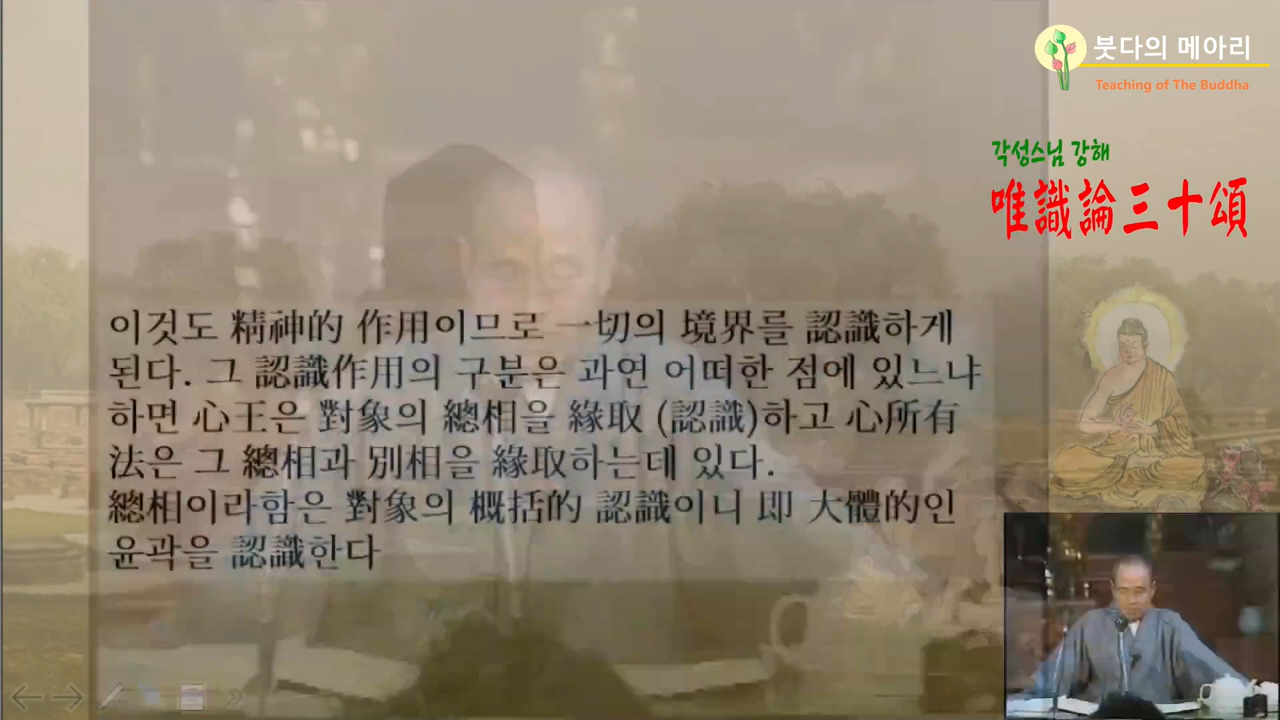 붓다의 메아리
Teaching of The Buddha
각성스님 강해
唯識論三十頌
이것도 精神的 作用이므로 一切의 境界를 認識하게
된다. 그 認識作用의 구분은 과연 어떠한 점에 있느냐
하면 心王은 對象의 總相을 緣取 (認識)하고 心所有
法은 그 總相과 別相을 緣取하는데 있다.
總相이라함은 對象의 概括的 認識이니 即 大體的인
윤곽을 認識한다